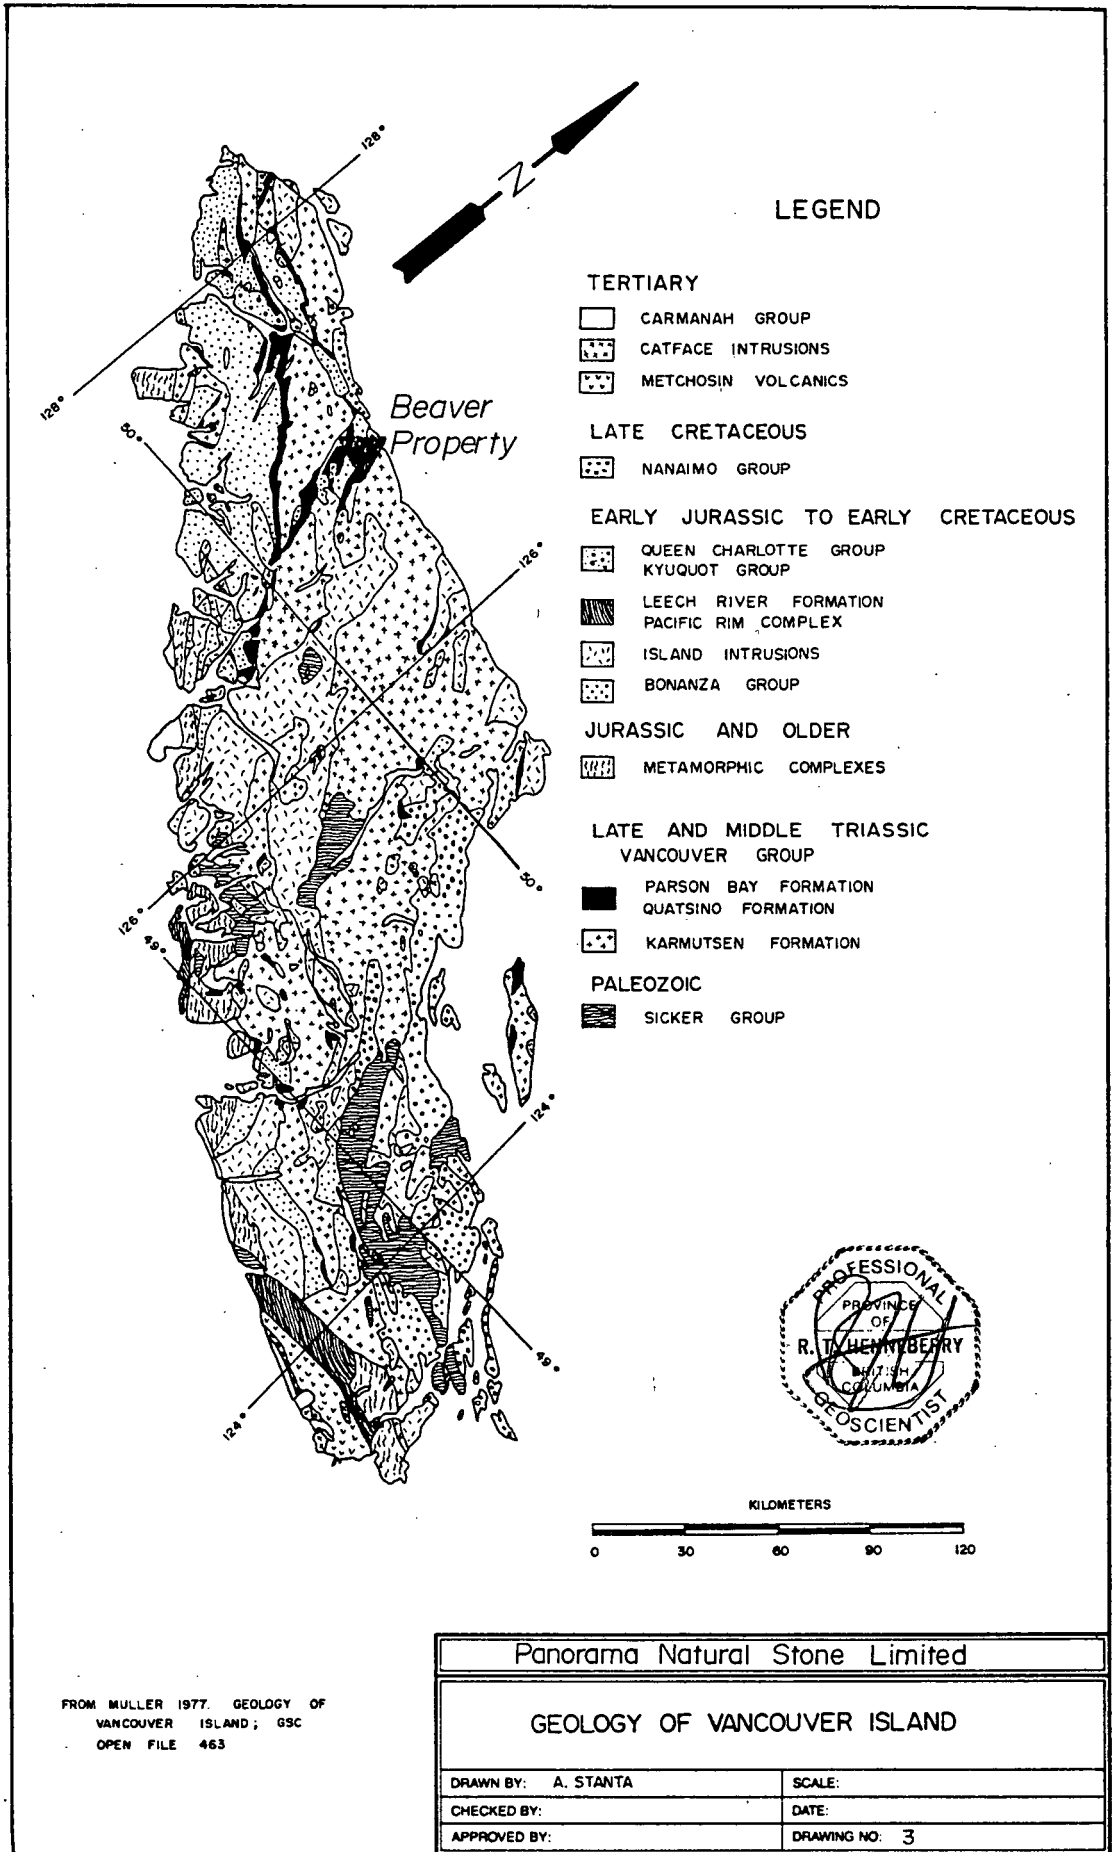 128°
N
LEGEND
TERTIARY
CARMANAH GROUP
CATFACE INTRUSIONS
METCHOSIN VOLCANICS
128°
50°
Beaver
Property
LATE CRETACEOUS
NANAIMO GROUP
EARLY JURASSIC TO EARLY CRETACEOUS
QUEEN CHARLOTTE GROUP
KYUQUOT GROUP
126°
LEECH RIVER FORMATION
PACIFIC RIM COMPLEX
ISLAND INTRUSIONS
BONANZA GROUP
JURASSIC AND OLDER
METAMORPHIC COMPLEXES
LATE AND MIDDLE TRIASSIC
VANCOUVER GROUP
50°
PARSON BAY FORMATION
QUATSINO FORMATION
126°
49°
KARMUTSEN FORMATION
PALEOZOIC
SICKER GROUP
124°
49°
124°
PROFESSIONAL
PROVINCE
OF
R. T. HENNEBERRY
BRITISH
COLUMBIA
GEOSCIENTIST
KILOMETERS
0 30 60 90 120
Panorama Natural Stone Limited
FROM MULLER 1977. GEOLOGY OF
VANCOUVER ISLAND; GSC
OPEN FILE 463
GEOLOGY OF VANCOUVER ISLAND
DRAWN BY: A. STANTA
SCALE:
CHECKED BY:
DATE:
APPROVED BY:
DRAWING NO: 3